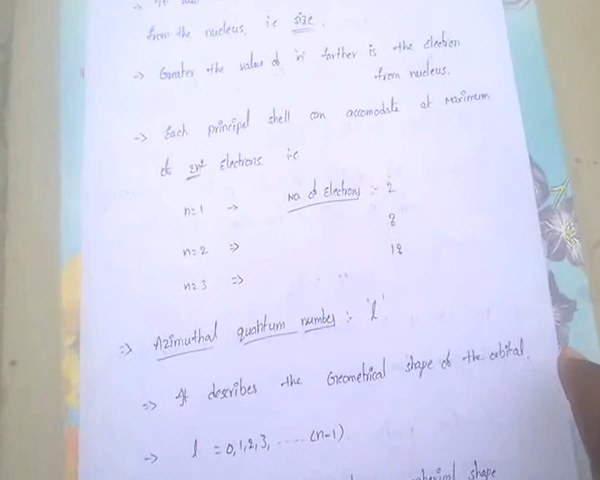 from the nucleus, ie size.
→ Greater the value of 'n' farther is the electron
from nucleus.
→ Each principal shell can accomodate at maximum
of 2n² electrons ie
n=1 → No. of Electrons :- 2
8
n=2 ⇒ 18
n=3 ⇒ "
⇒ Azimuthal quantum number :- 'l'
⇒ It describes the Geometrical shape of the orbital.
→ l = 0,1,2,3, ..... (n-1)
shape